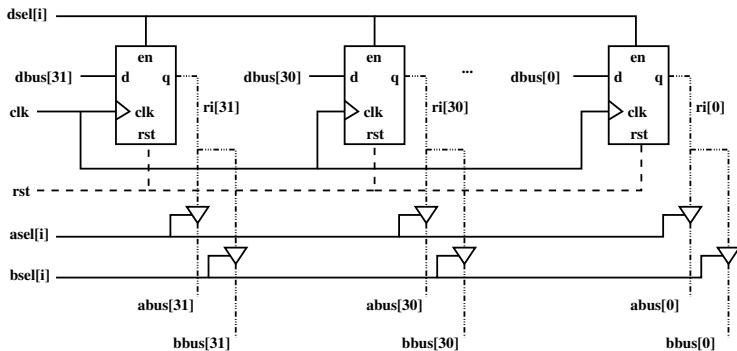 dsel[i]
en en en
dbus[31] d q dbus[30] d q ... dbus[0] d q
clk clk ri[31] clk ri[30] clk ri[0]
rst rst rst
rst
asel[i]
bsel[i]
abus[31] abus[30] abus[0]
bbus[31] bbus[30] bbus[0]